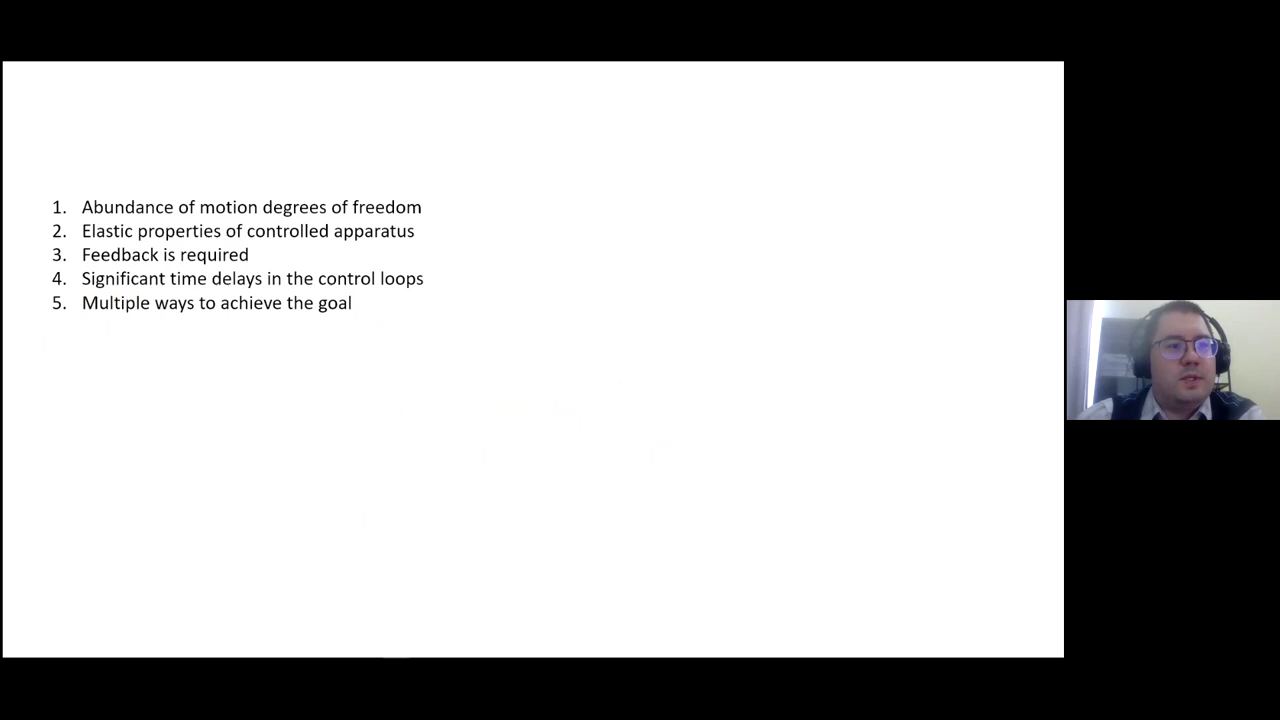 1. Abundance of motion degrees of freedom
2. Elastic properties of controlled apparatus
3. Feedback is required
4. Significant time delays in the control loops
5. Multiple ways to achieve the goal